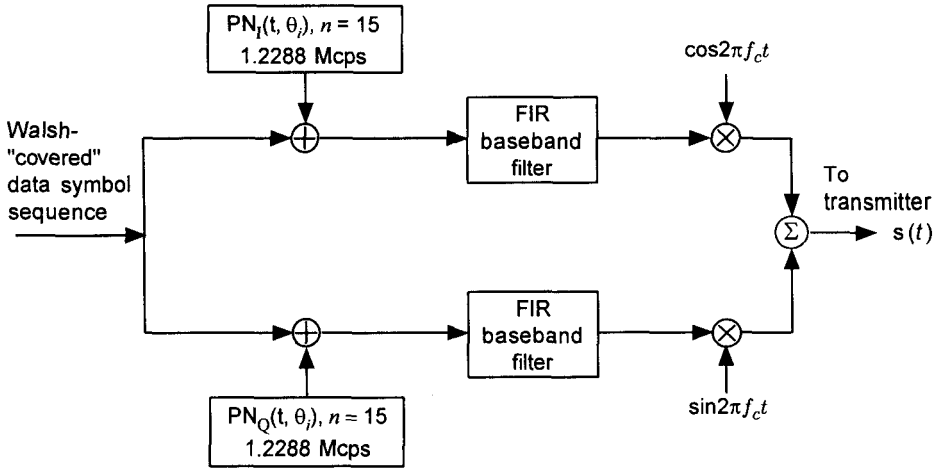 PN_I(t, θ_i), n = 15
1.2288 Mcps
cos2πf_ct
Walsh-
"covered"
data symbol
sequence
FIR
baseband
filter
To
transmitter
s(t)
Σ
FIR
baseband
filter
sin2πf_ct
PN_Q(t, θ_i), n = 15
1.2288 Mcps